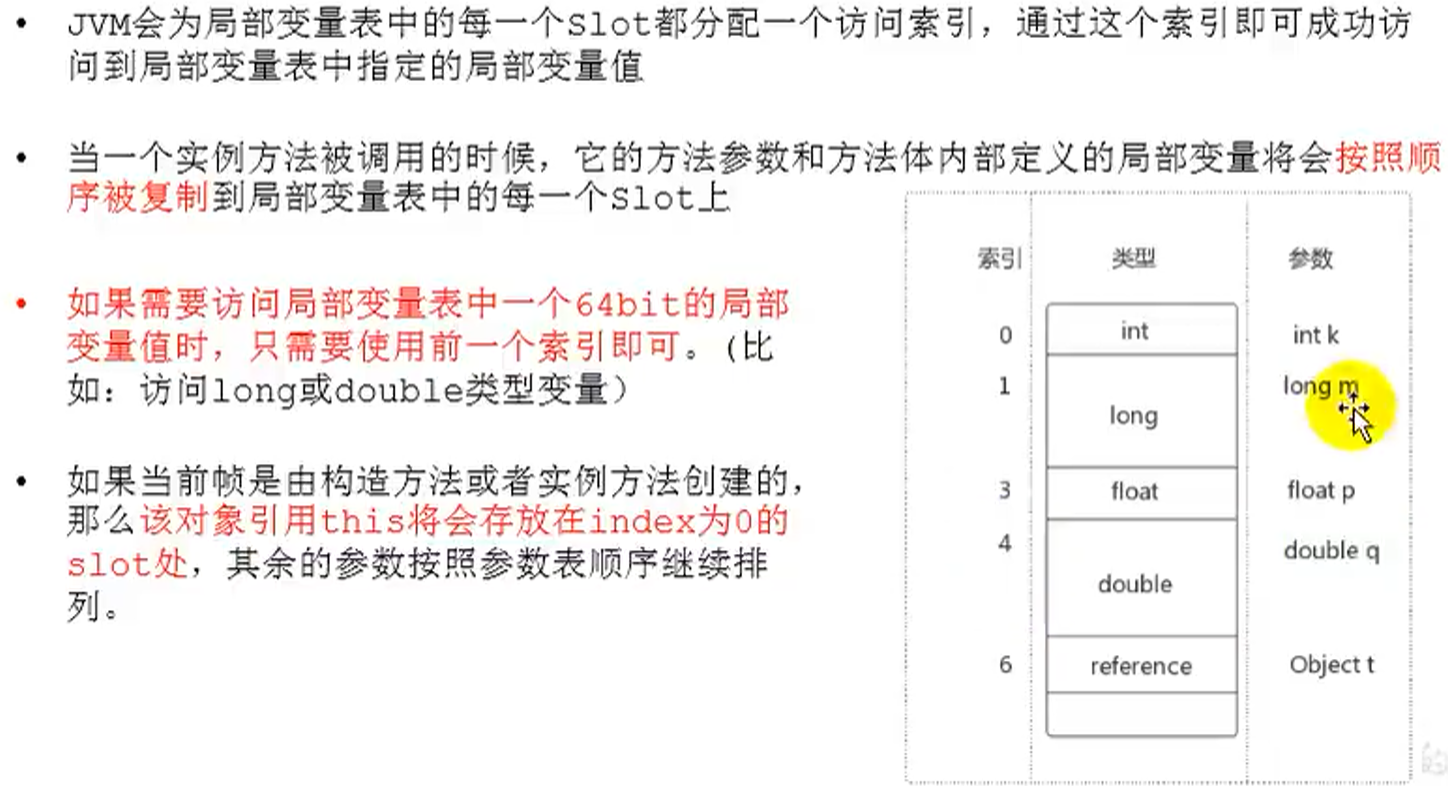 • JVM会为局部变量表中的每一个Slot都分配一个访问索引，通过这个索引即可成功访
问到局部变量表中指定的局部变量值
• 当一个实例方法被调用的时候，它的方法参数和方法体内部定义的局部变量将会按照顺
序被复制到局部变量表中的每一个Slot上
• 如果需要访问局部变量表中一个64bit的局部
变量值时，只需要使用前一个索引即可。（比
如：访问long或double类型变量）
• 如果当前帧是由构造方法或者实例方法创建的，
那么该对象引用this将会存放在index为0的
slot处，其余的参数按照参数表顺序继续排
列。
索引 类型 参数
0 int int k
1 long long m
3 float float p
4 double double q
6 reference Object t